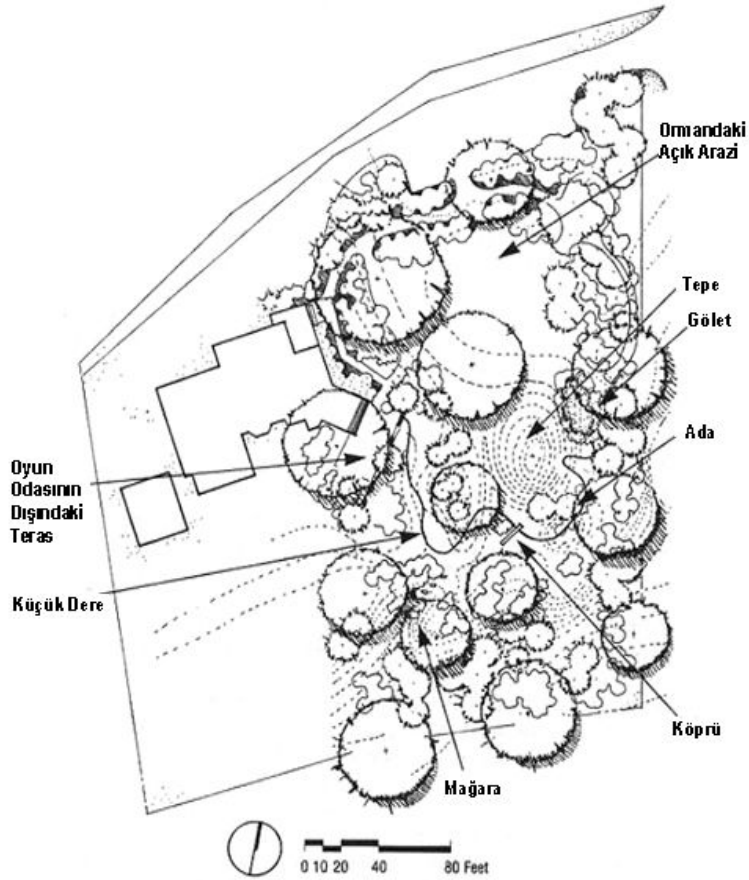 Ormandaki
Açık Arazi
Tepe
Gölet
Ada
Oyun
Odasının
Dışındaki
Teras
Küçük Dere
Köprü
Mağara
0 10 20 40 80 Feet